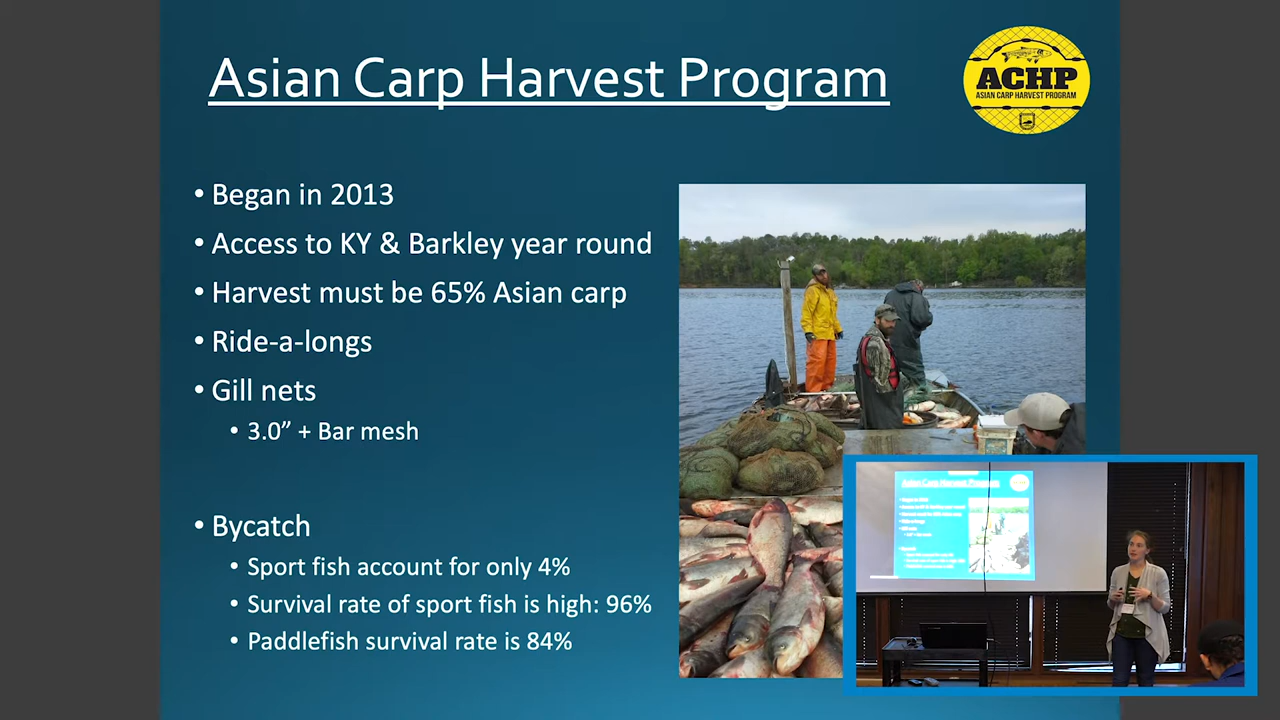 Asian Carp Harvest Program
ACHP
ASIAN CARP HARVEST PROGRAM
• Began in 2013
• Access to KY & Barkley year round
• Harvest must be 65% Asian carp
• Ride-a-longs
• Gill nets
• 3.0” + Bar mesh
• Bycatch
• Sport fish account for only 4%
• Survival rate of sport fish is high: 96%
• Paddlefish survival rate is 84%
Asian Carp Harvest Program